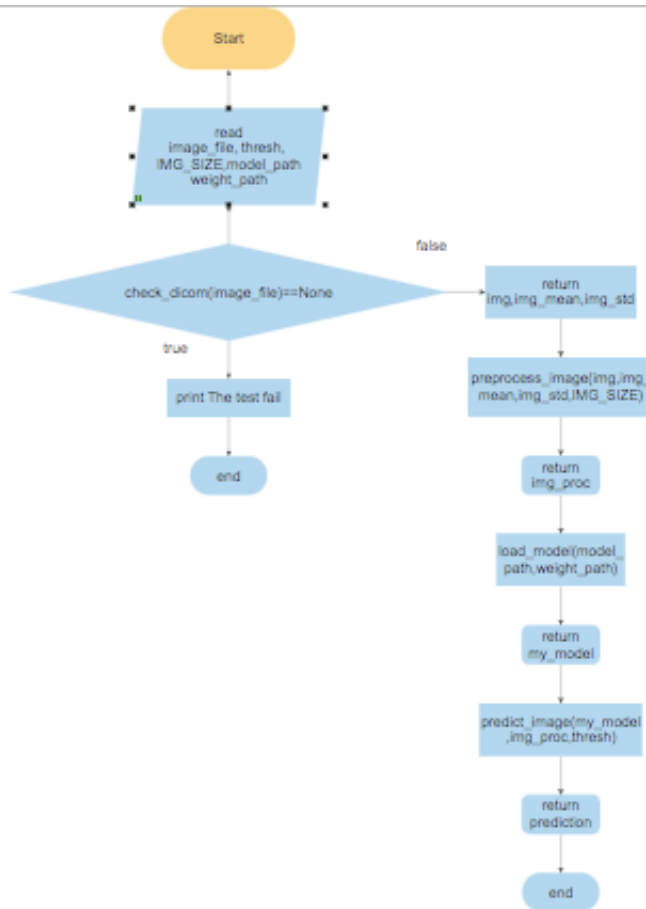 Start
read
image_file, thresh,
IMG_SIZE,model_path
weight_path
false
check_dicom(image_file)==None
true
print The test fail
end
return
img,img_mean,img_std
preprocess_image(img,img_
mean,img_std,IMG_SIZE)
return
img_proc
load_model(model_
path,weight_path)
return
my_model
predict_image(my_model
,img_proc,thresh)
return
prediction
end